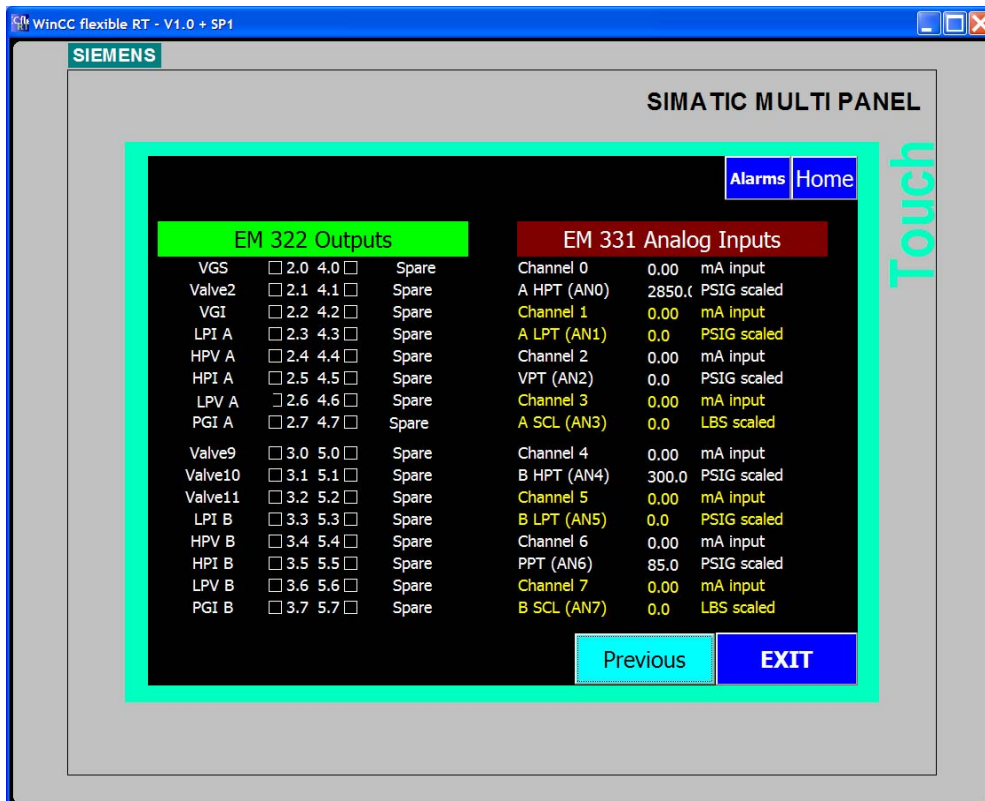 WinCC flexible RT - V1.0 + SP1
SIEMENS
SIMATIC MULTI PANEL
Touch
Alarms Home
EM 322 Outputs
VGS 2.0 4.0 Spare
Valve2 2.1 4.1 Spare
VGI 2.2 4.2 Spare
LPI A 2.3 4.3 Spare
HPV A 2.4 4.4 Spare
HPI A 2.5 4.5 Spare
LPV A 2.6 4.6 Spare
PGI A 2.7 4.7 Spare
Valve9 3.0 5.0 Spare
Valve10 3.1 5.1 Spare
Valve11 3.2 5.2 Spare
LPI B 3.3 5.3 Spare
HPV B 3.4 5.4 Spare
HPI B 3.5 5.5 Spare
LPV B 3.6 5.6 Spare
PGI B 3.7 5.7 Spare
EM 331 Analog Inputs
Channel 0 0.00 mA input
A HPT (AN0) 2850.0 PSIG scaled
Channel 1 0.00 mA input
A LPT (AN1) 0.0 PSIG scaled
Channel 2 0.00 mA input
VPT (AN2) 0.0 PSIG scaled
Channel 3 0.00 mA input
A SCL (AN3) 0.0 LBS scaled
Channel 4 0.00 mA input
B HPT (AN4) 300.0 PSIG scaled
Channel 5 0.00 mA input
B LPT (AN5) 0.0 PSIG scaled
Channel 6 0.00 mA input
PPT (AN6) 85.0 PSIG scaled
Channel 7 0.00 mA input
B SCL (AN7) 0.0 LBS scaled
Previous EXIT